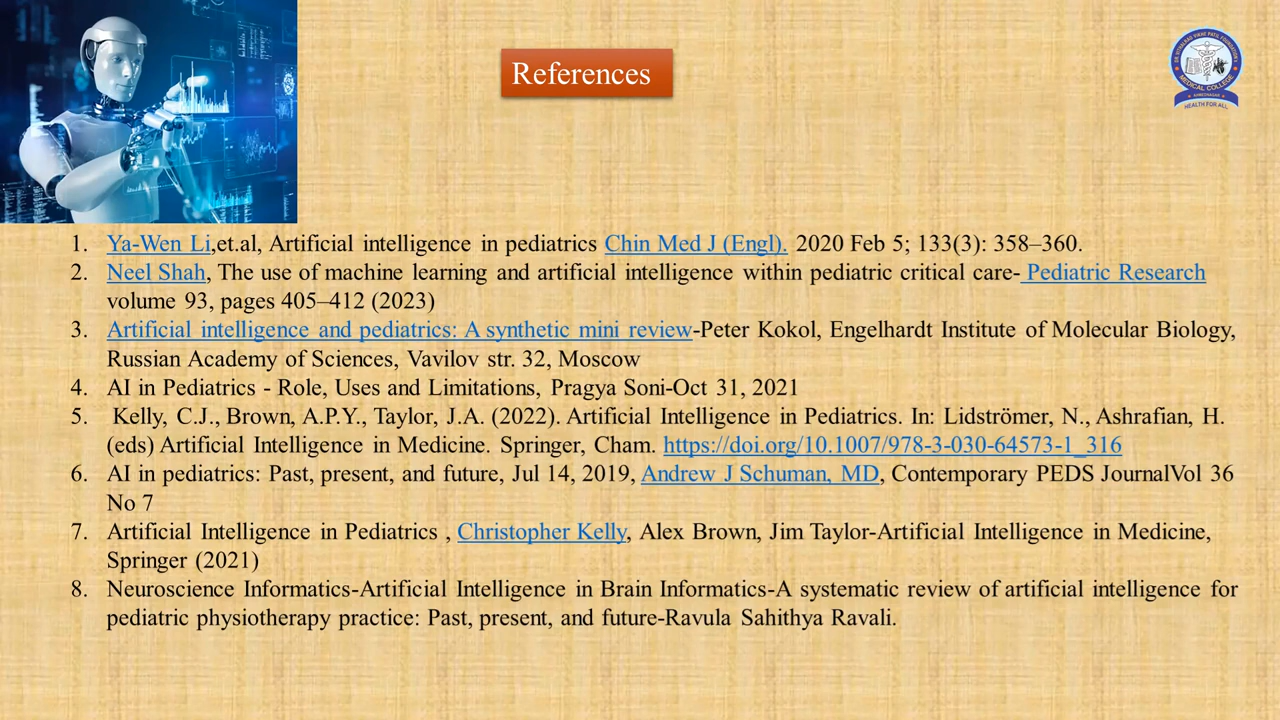 References
DR. VITHALRAO VIKHE PATIL FOUNDATION'S
MEDICAL COLLEGE
AHMEDNAGAR
HEALTH FOR ALL
1. Ya-Wen Li,et.al, Artificial intelligence in pediatrics Chin Med J (Engl). 2020 Feb 5; 133(3): 358–360.
2. Neel Shah, The use of machine learning and artificial intelligence within pediatric critical care- Pediatric Research
volume 93, pages 405–412 (2023)
3. Artificial intelligence and pediatrics: A synthetic mini review-Peter Kokol, Engelhardt Institute of Molecular Biology,
Russian Academy of Sciences, Vavilov str. 32, Moscow
4. AI in Pediatrics - Role, Uses and Limitations, Pragya Soni-Oct 31, 2021
5. Kelly, C.J., Brown, A.P.Y., Taylor, J.A. (2022). Artificial Intelligence in Pediatrics. In: Lidströmer, N., Ashrafian, H.
(eds) Artificial Intelligence in Medicine. Springer, Cham. https://doi.org/10.1007/978-3-030-64573-1_316
6. AI in pediatrics: Past, present, and future, Jul 14, 2019, Andrew J Schuman, MD, Contemporary PEDS JournalVol 36
No 7
7. Artificial Intelligence in Pediatrics , Christopher Kelly, Alex Brown, Jim Taylor-Artificial Intelligence in Medicine,
Springer (2021)
8. Neuroscience Informatics-Artificial Intelligence in Brain Informatics-A systematic review of artificial intelligence for
pediatric physiotherapy practice: Past, present, and future-Ravula Sahithya Ravali.